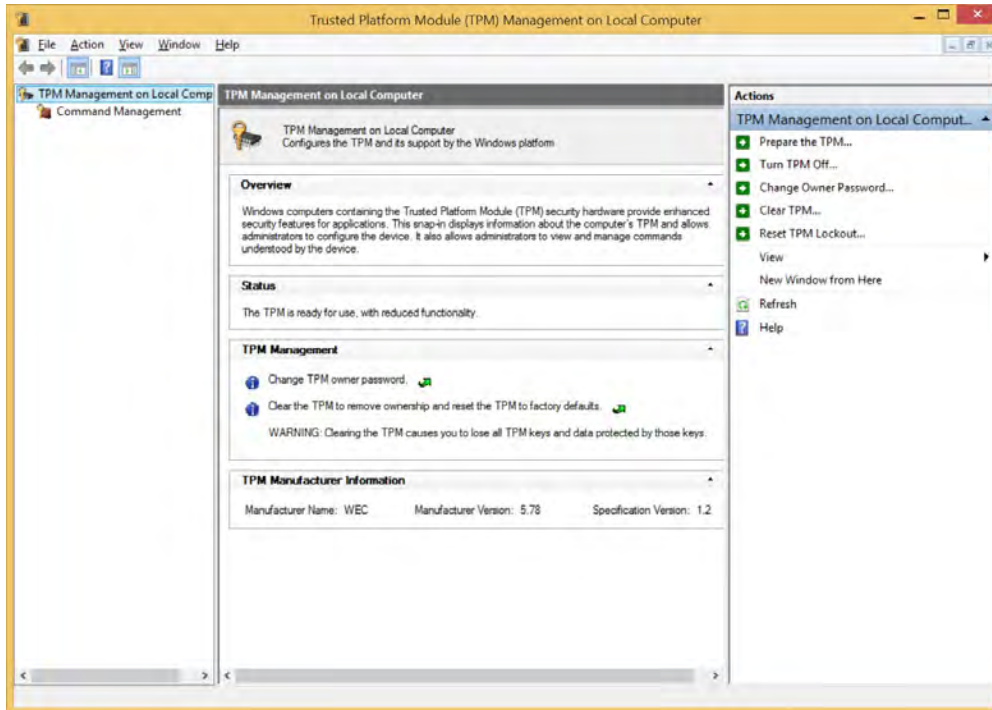 Trusted Platform Module (TPM) Management on Local Computer
File Action View Window Help
TPM Management on Local Comp
Command Management
TPM Management on Local Computer
TPM Management on Local Computer
Configures the TPM and its support by the Windows platform
Overview
Windows computers containing the Trusted Platform Module (TPM) security hardware provide enhanced
security features for applications. This snap-in displays information about the computer's TPM and allows
administrators to configure the device. It also allows administrators to view and manage commands
understood by the device.
Status
The TPM is ready for use, with reduced functionality.
TPM Management
Change TPM owner password.
Clear the TPM to remove ownership and reset the TPM to factory defaults.
WARNING: Clearing the TPM causes you to lose all TPM keys and data protected by those keys.
TPM Manufacturer Information
Manufacturer Name: WEC Manufacturer Version: 5.78 Specification Version: 1.2
Actions
TPM Management on Local Comput...
Prepare the TPM...
Turn TPM Off...
Change Owner Password...
Clear TPM...
Reset TPM Lockout...
View
New Window from Here
Refresh
Help